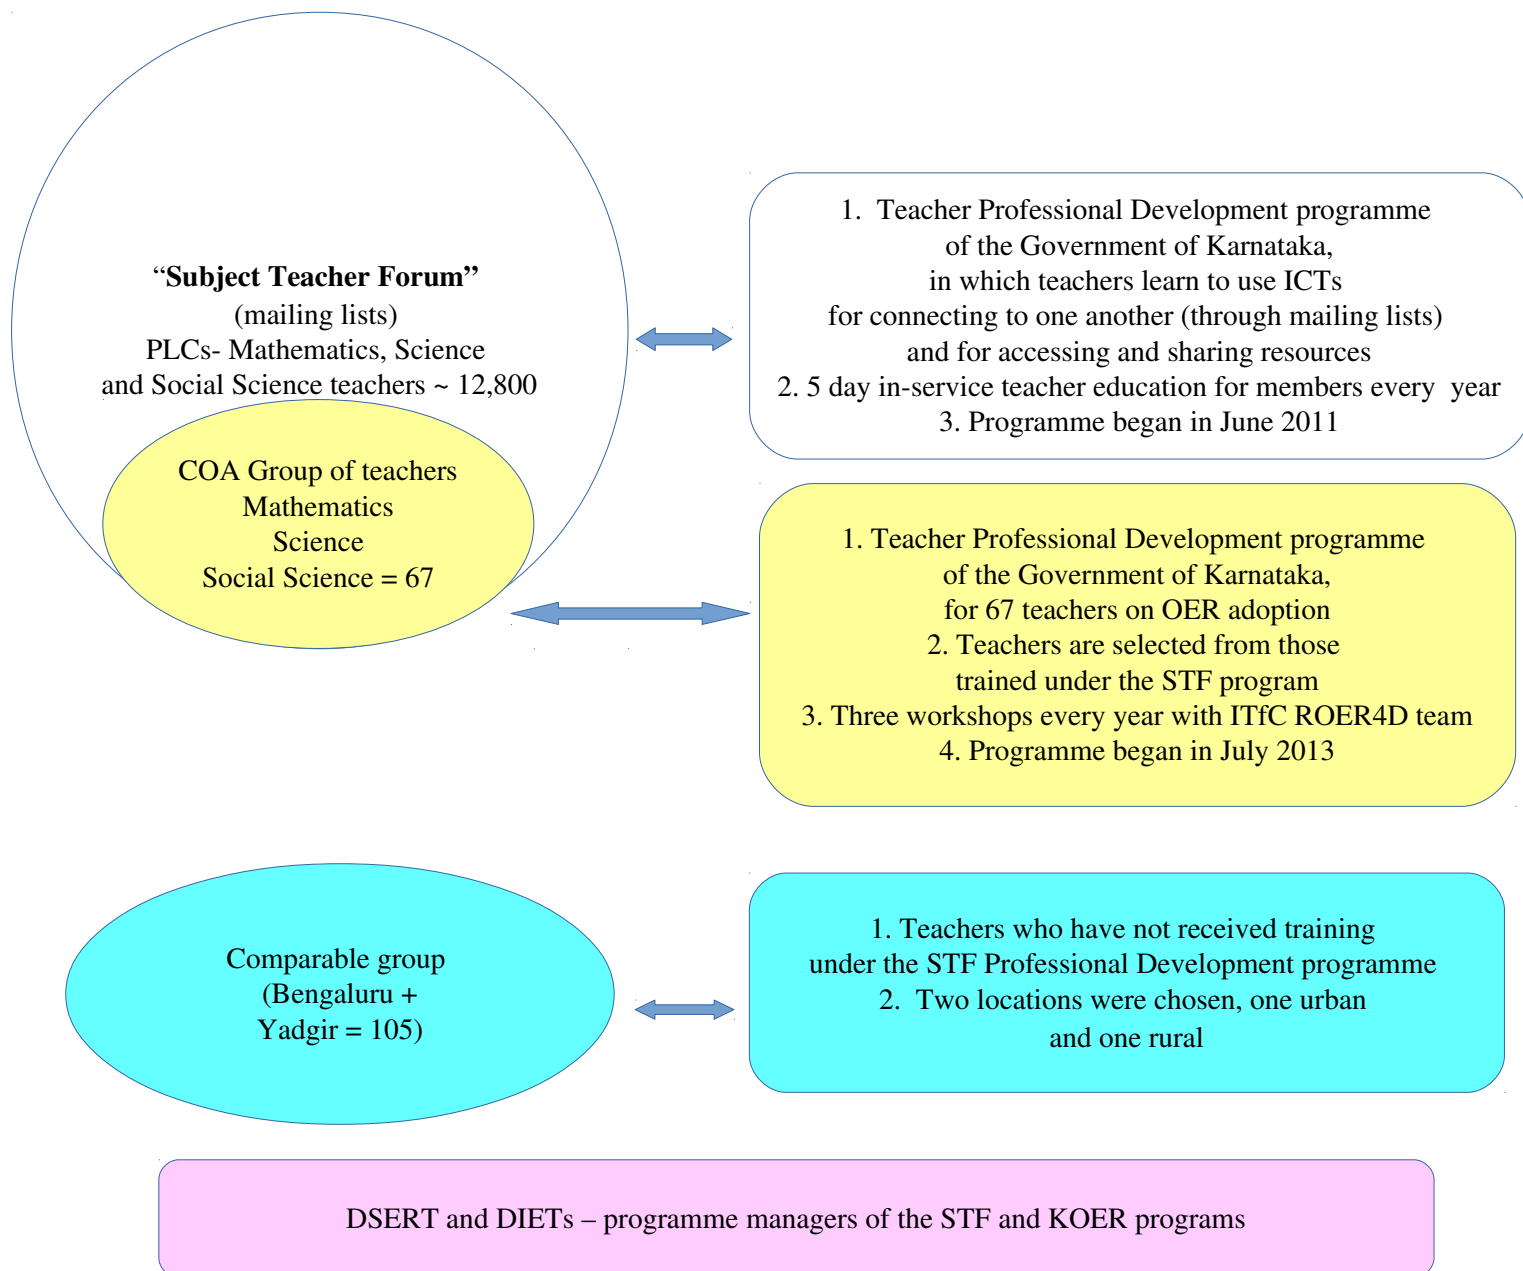 “Subject Teacher Forum”
(mailing lists)
PLCs- Mathematics, Science
and Social Science teachers ~ 12,800
COA Group of teachers
Mathematics
Science
Social Science = 67
1. Teacher Professional Development programme
of the Government of Karnataka,
in which teachers learn to use ICTs
for connecting to one another (through mailing lists)
and for accessing and sharing resources
2. 5 day in-service teacher education for members every year
3. Programme began in June 2011
1. Teacher Professional Development programme
of the Government of Karnataka,
for 67 teachers on OER adoption
2. Teachers are selected from those
trained under the STF program
3. Three workshops every year with ITfC ROER4D team
4. Programme began in July 2013
Comparable group
(Bengaluru +
Yadgir = 105)
1. Teachers who have not received training
under the STF Professional Development programme
2. Two locations were chosen, one urban
and one rural
DSERT and DIETs – programme managers of the STF and KOER programs